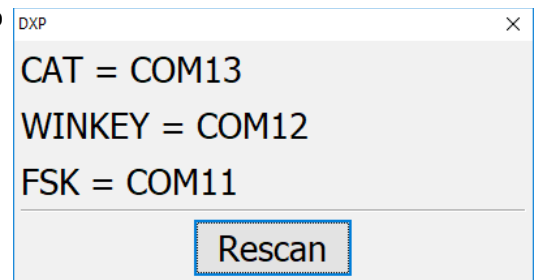 DXP
CAT = COM13
WINKEY = COM12
FSK = COM11
Rescan